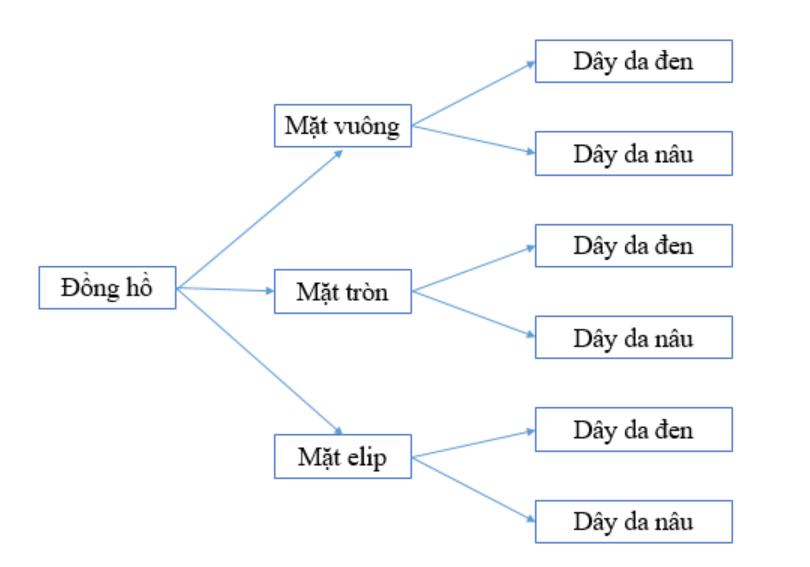 Dây da đen
Mặt vuông
Dây da nâu
Dây da đen
Đồng hồ
Mặt tròn
Dây da nâu
Dây da đen
Mặt elip
Dây da nâu